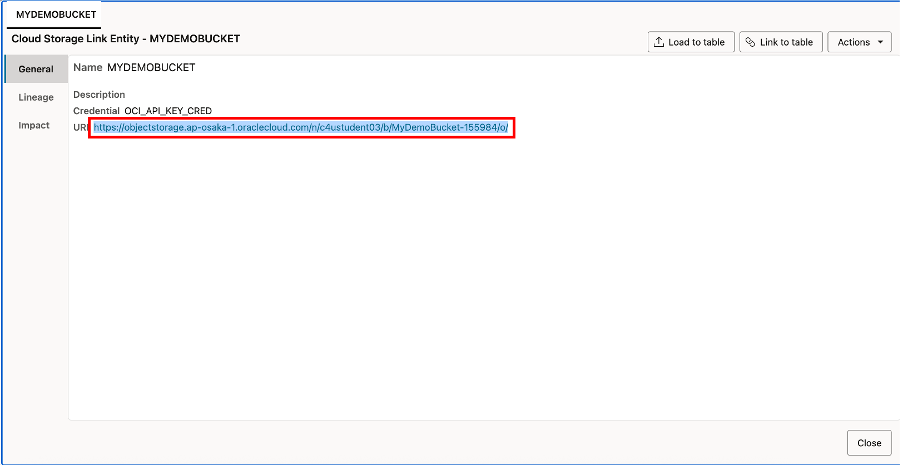 MYDEMOBUCKET
Cloud Storage Link Entity - MYDEMOBUCKET
Load to table
Link to table
Actions
General
Name MYDEMOBUCKET
Lineage
Description
Credential OCI_API_KEY_CRED
Impact
URI https://objectstorage.ap-osaka-1.oraclecloud.com/n/c4ustudent03/b/MyDemoBucket-155984/o/
Close